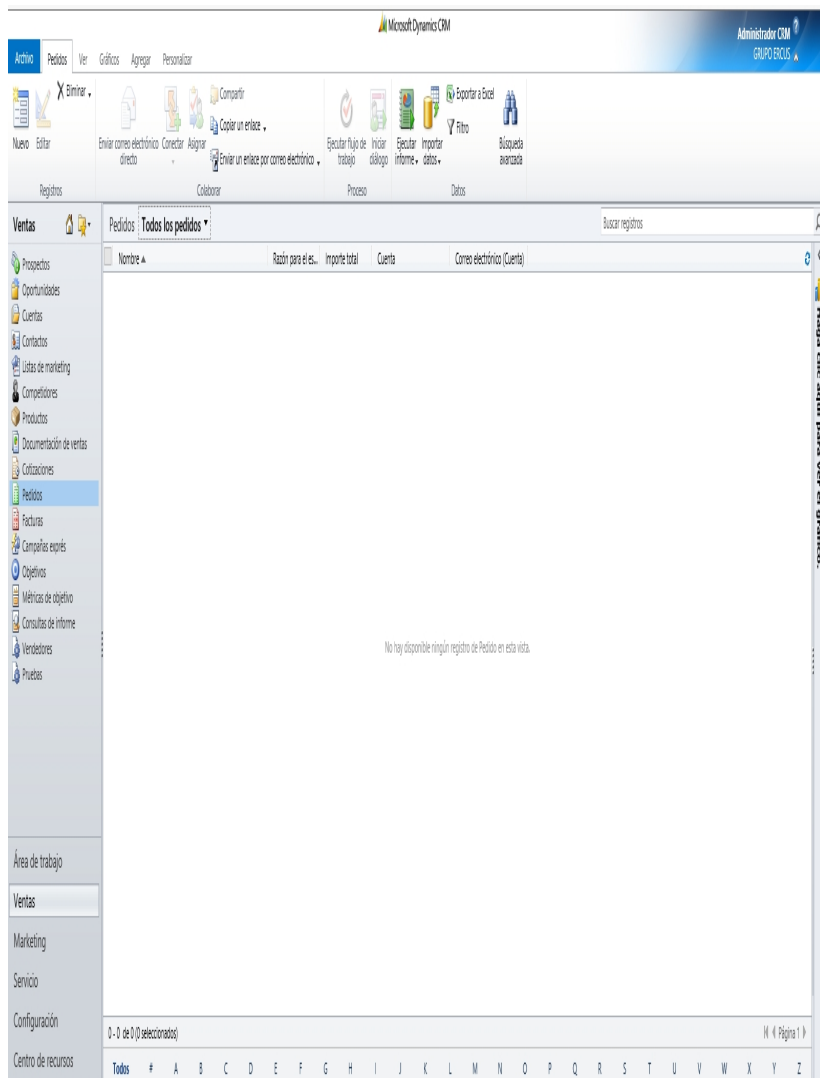 Microsoft Dynamics CRM
Administrador CRM
GRUPO ERCUS
Archivo Pedidos Ver Gráficos Agregar Personalizar
Nuevo
Editar
Eliminar
Registros
Enviar correo electrónico directo
Conectar
Asignar
Compartir
Copiar un enlace
Enviar un enlace por correo electrónico
Colaborar
Ejecutar flujo de trabajo
Iniciar diálogo
Proceso
Ejecutar informe
Importar datos
Exportar a Excel
Filtro
Búsqueda avanzada
Datos
Ventas
Pedidos Todos los pedidos
Buscar registros
Nombre Razón para el es... Importe total Cuenta Correo electrónico (Cuenta)
Prospectos
Oportunidades
Cuentas
Contactos
Listas de marketing
Competidores
Productos
Documentación de ventas
Cotizaciones
Pedidos
Facturas
Campañas exprés
Objetivos
Métricas de objetivo
Consultas de informe
Vendedores
Pruebas
No hay disponible ningún registro de Pedido en esta vista.
Haga clic aquí para ver el gráfico.
Área de trabajo
Ventas
Marketing
Servicio
Configuración
Centro de recursos
0 - 0 de 0 (0 seleccionados)
Página 1
Todos # A B C D E F G H I J K L M N O P Q R S T U V W X Y Z